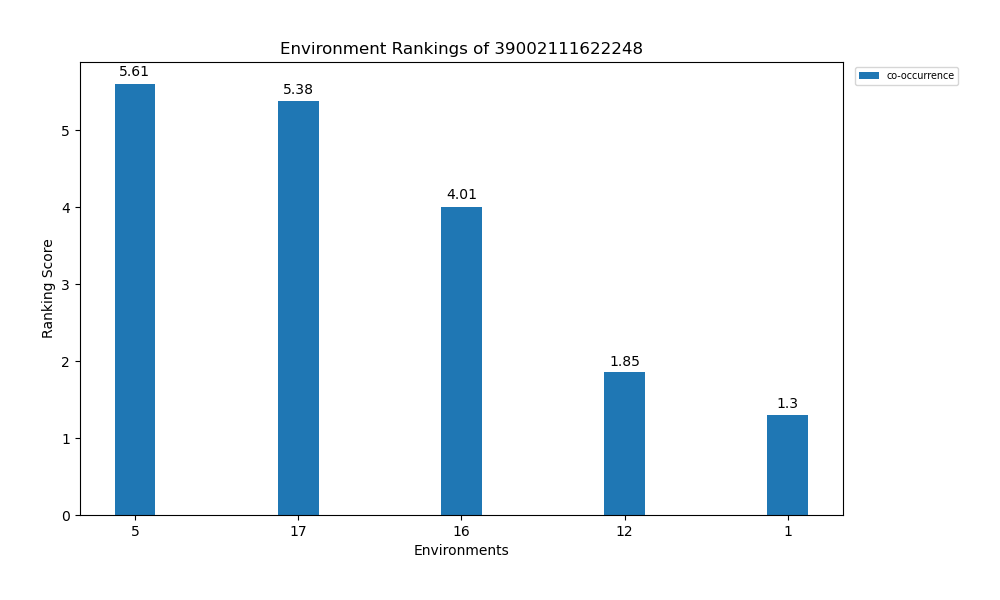 Environment Rankings of 39002111622248
co-occurrence
5.61
5.38
4.01
1.85
1.3
Ranking Score
5
4
3
2
1
0
5 17 16 12 1
Environments